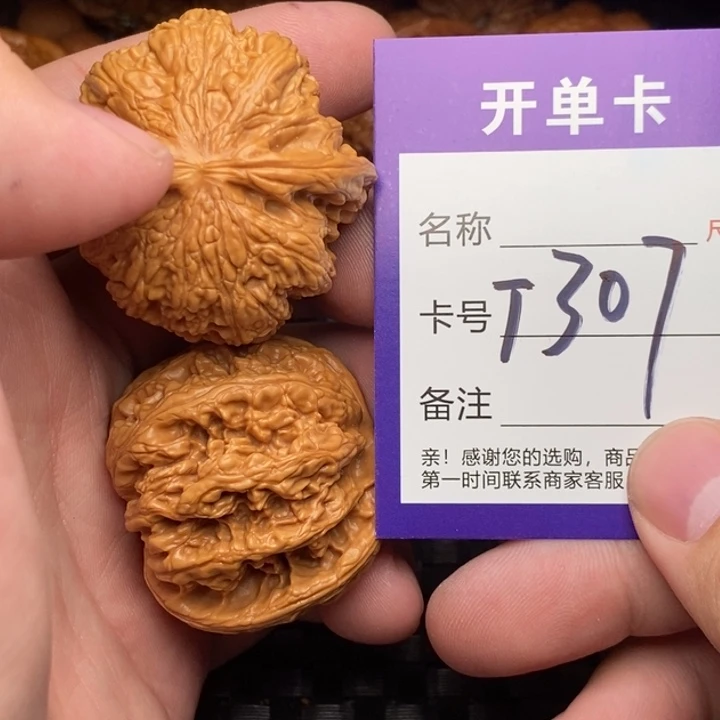 开单卡
名称
卡号 T307
备注
亲！感谢您的选购，商品
第一时间联系商家客服